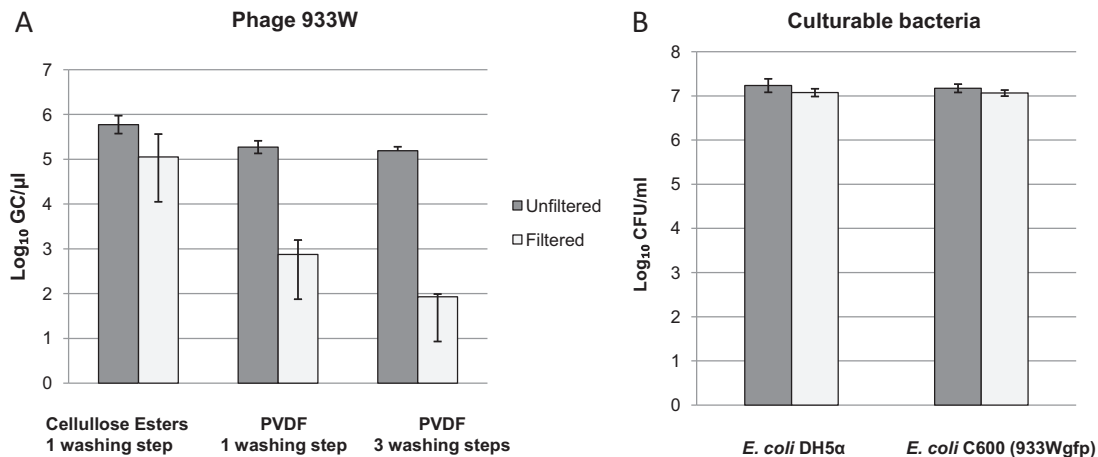 A
Phage 933W
7
6
5
4
3
2
1
0
Log₁₀ GC/µl
Cellullose Esters
1 washing step
PVDF
1 washing step
PVDF
3 washing steps
Unfiltered
Filtered
B
Culturable bacteria
8
7
6
5
4
3
2
1
0
Log₁₀ CFU/ml
E. coli DH5α
E. coli C600 (933Wgfp)